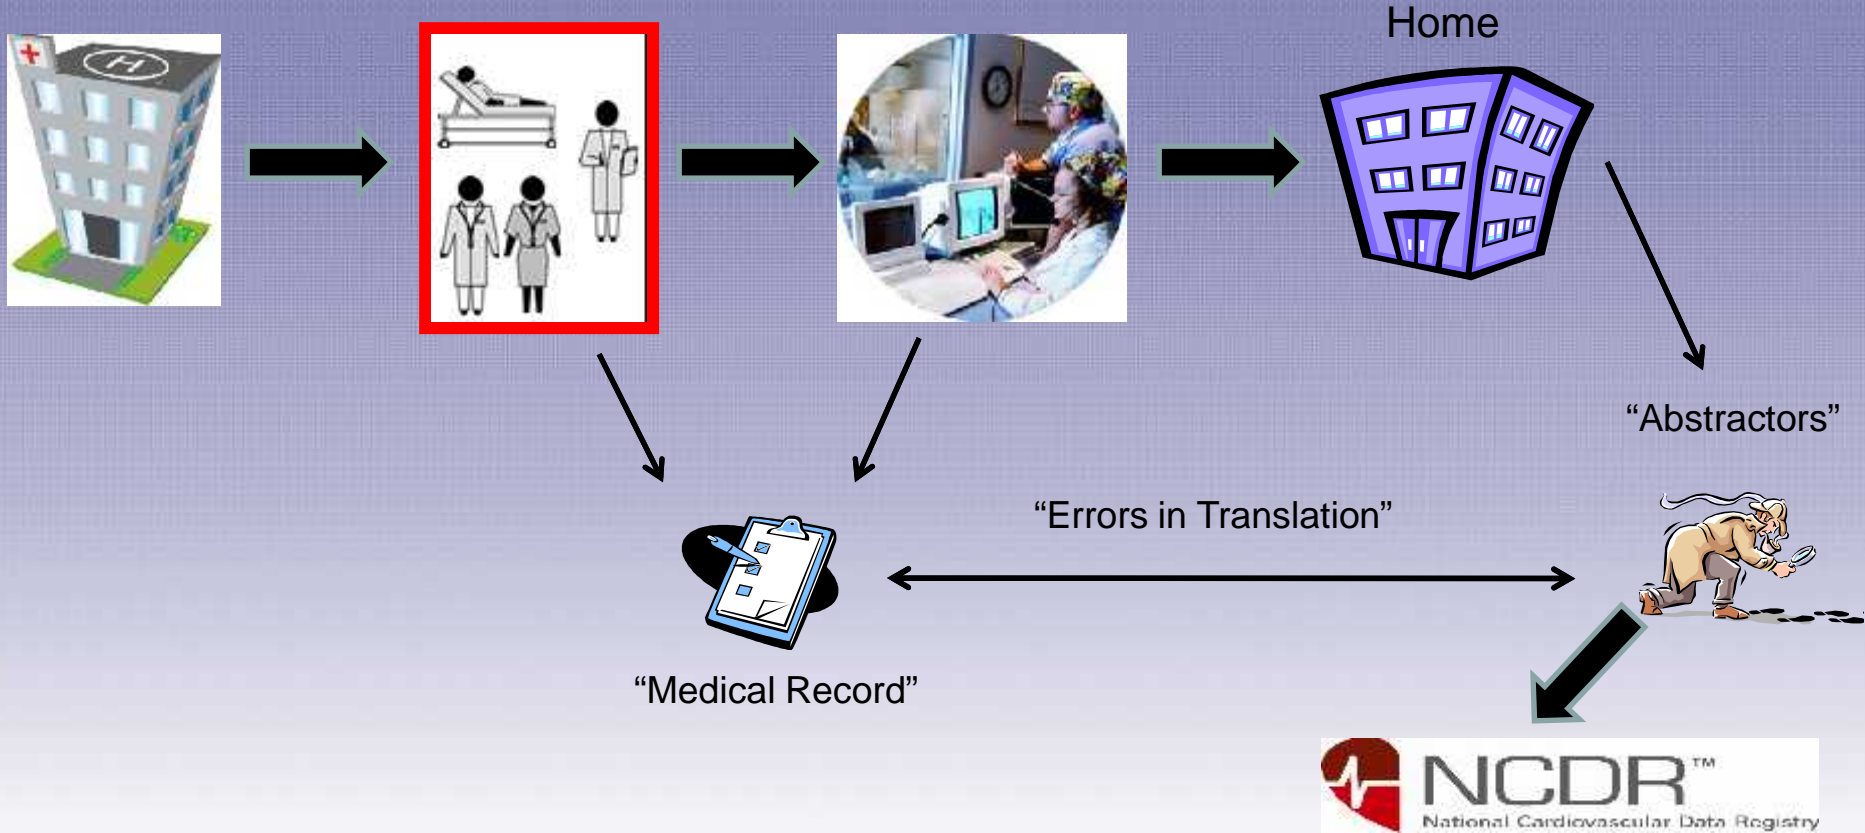 Home
H
“Abstractors”
“Errors in Translation”
“Medical Record”
NCDR™
National Cardiovascular Data Registry